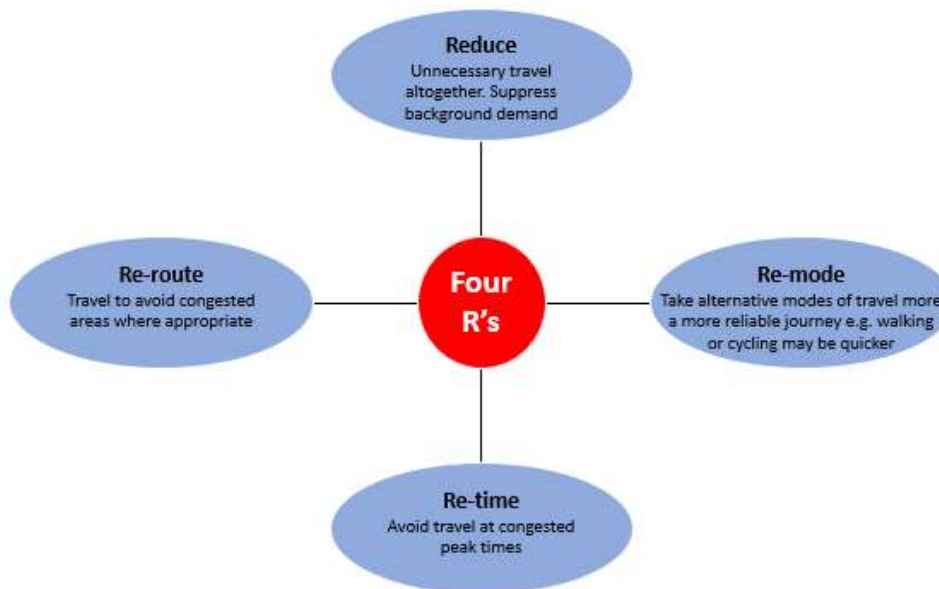 Reduce
Unnecessary travel
altogether. Suppress
background demand
Re-route
Travel to avoid congested
areas where appropriate
Four
R's
Re-mode
Take alternative modes of travel more
a more reliable journey e.g. walking
or cycling may be quicker
Re-time
Avoid travel at congested
peak times